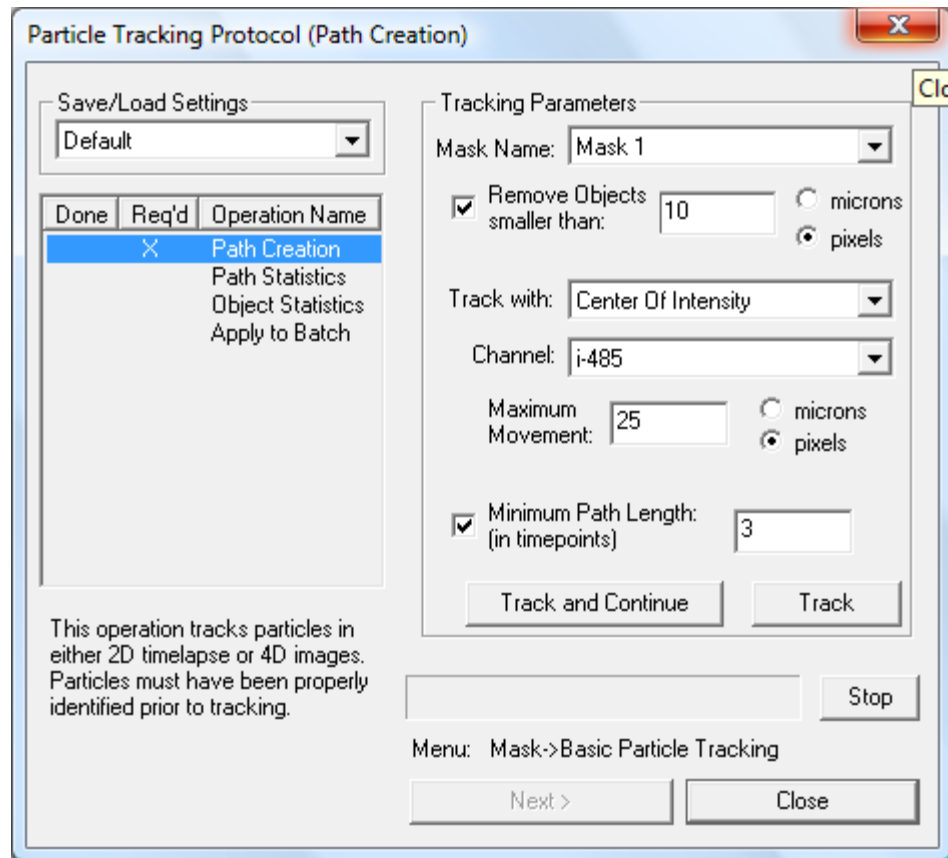 Particle Tracking Protocol (Path Creation)
Save/Load Settings
Default
Done Req'd Operation Name
X Path Creation
Path Statistics
Object Statistics
Apply to Batch
This operation tracks particles in
either 2D timelapse or 4D images.
Particles must have been properly
identified prior to tracking.
Tracking Parameters
Mask Name: Mask 1
Remove Objects
smaller than:
10
microns
pixels
Track with: Center Of Intensity
Channel: i-485
Maximum
Movement:
25
microns
pixels
Minimum Path Length:
(in timepoints)
3
Track and Continue
Track
Stop
Menu: Mask->Basic Particle Tracking
Next >
Close